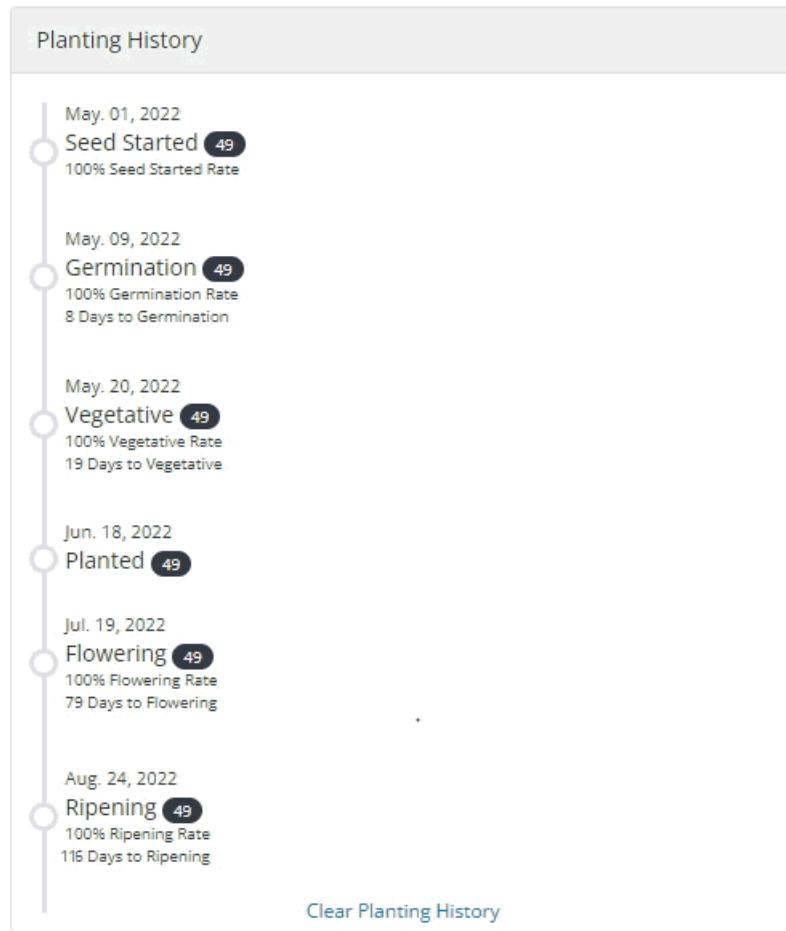 Planting History
May. 01, 2022
Seed Started 49
100% Seed Started Rate
May. 09, 2022
Germination 49
100% Germination Rate
8 Days to Germination
May. 20, 2022
Vegetative 49
100% Vegetative Rate
19 Days to Vegetative
Jun. 18, 2022
Planted 49
Jul. 19, 2022
Flowering 49
100% Flowering Rate
79 Days to Flowering
Aug. 24, 2022
Ripening 49
100% Ripening Rate
116 Days to Ripening
Clear Planting History